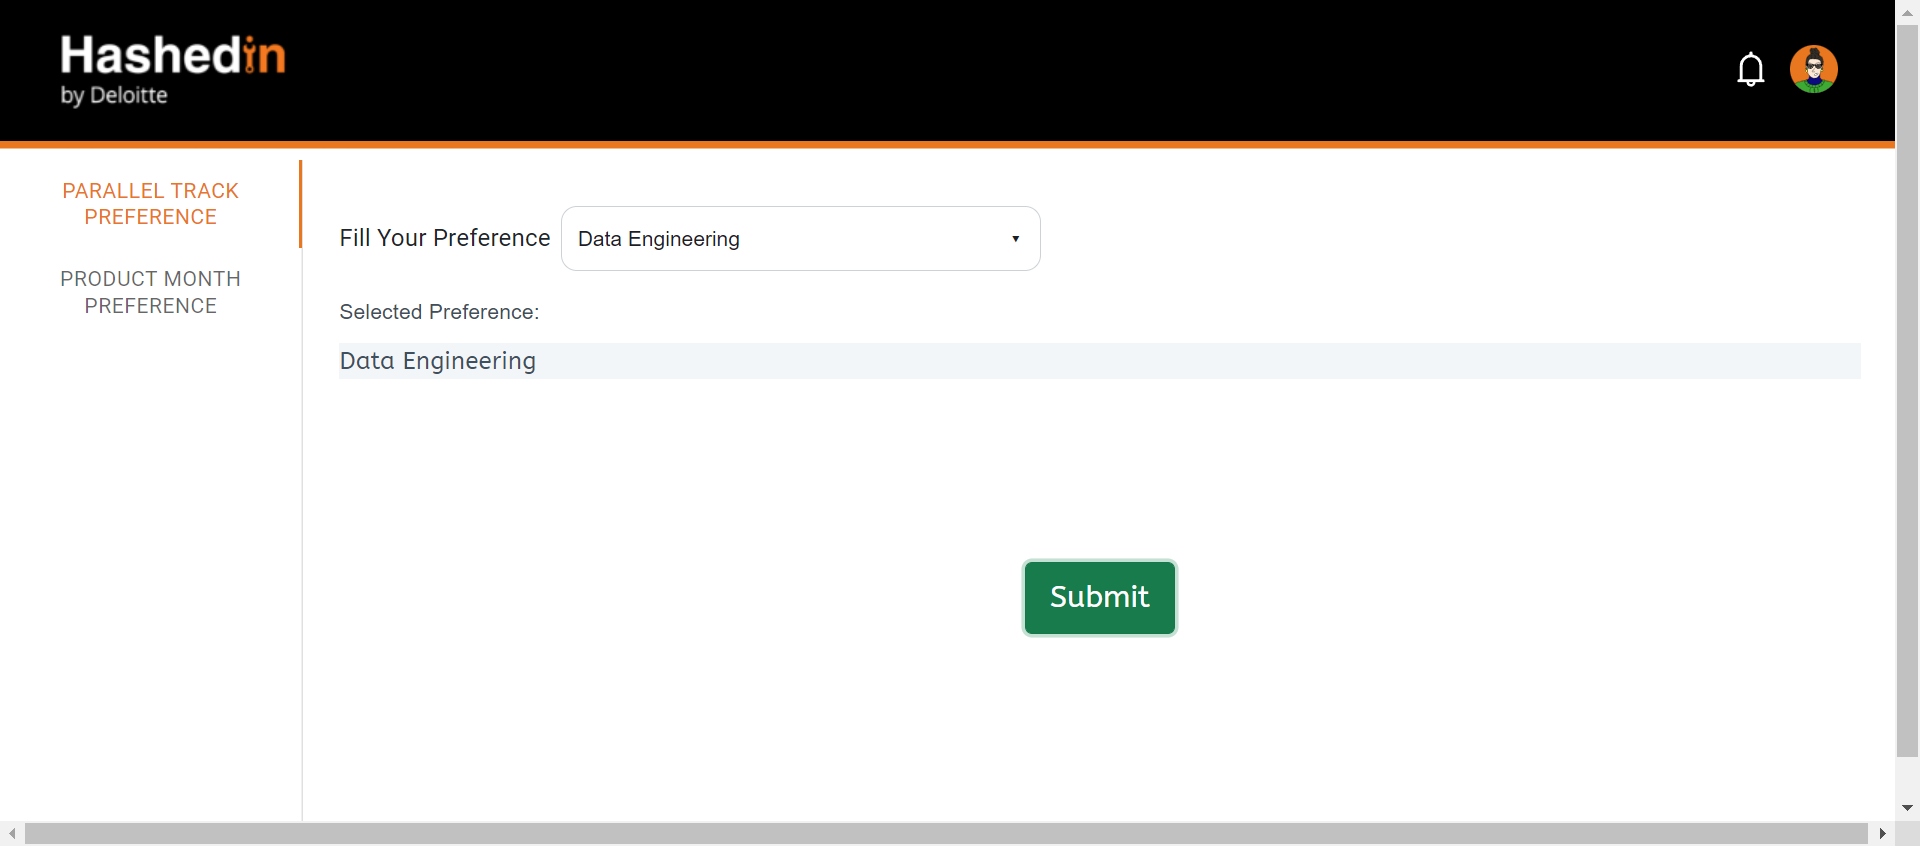 Hashedin
by Deloitte
PARALLEL TRACK
PREFERENCE
PRODUCT MONTH
PREFERENCE
Fill Your Preference
Data Engineering
Selected Preference:
Data Engineering
Submit